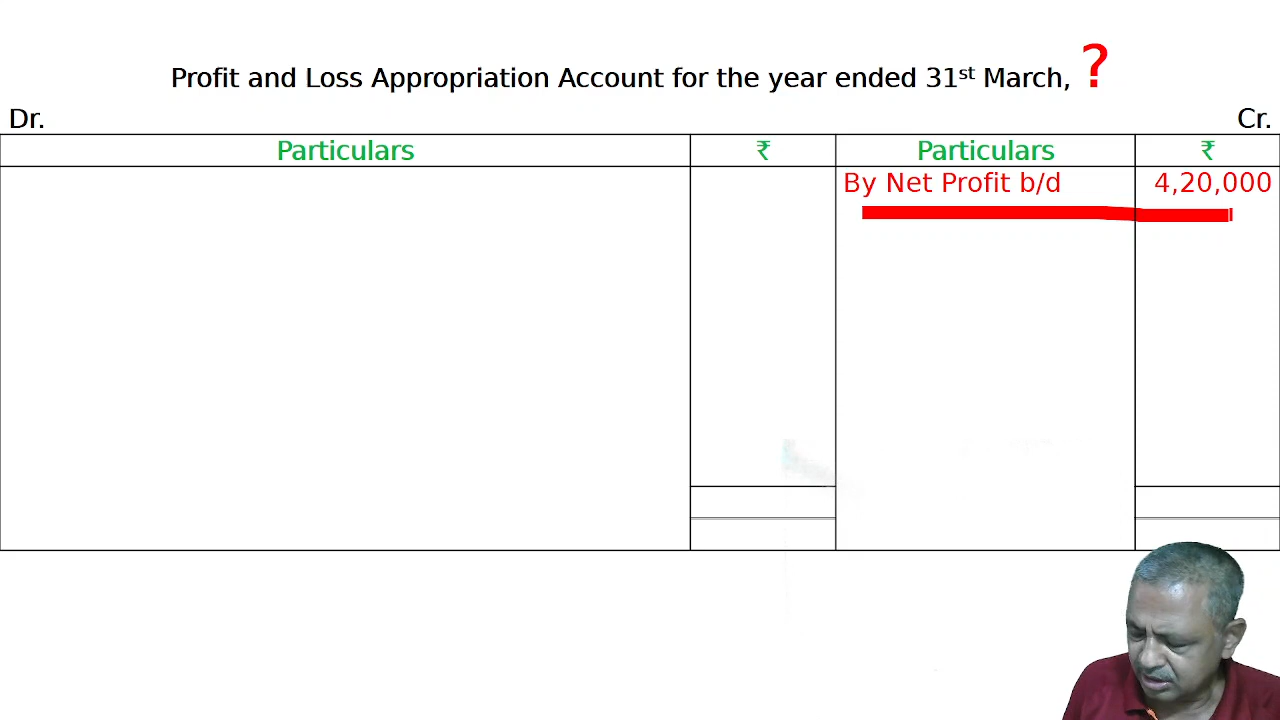 Profit and Loss Appropriation Account for the year ended 31st March, ?
Dr. Cr.
Particulars ₹ Particulars ₹
By Net Profit b/d 4,20,000